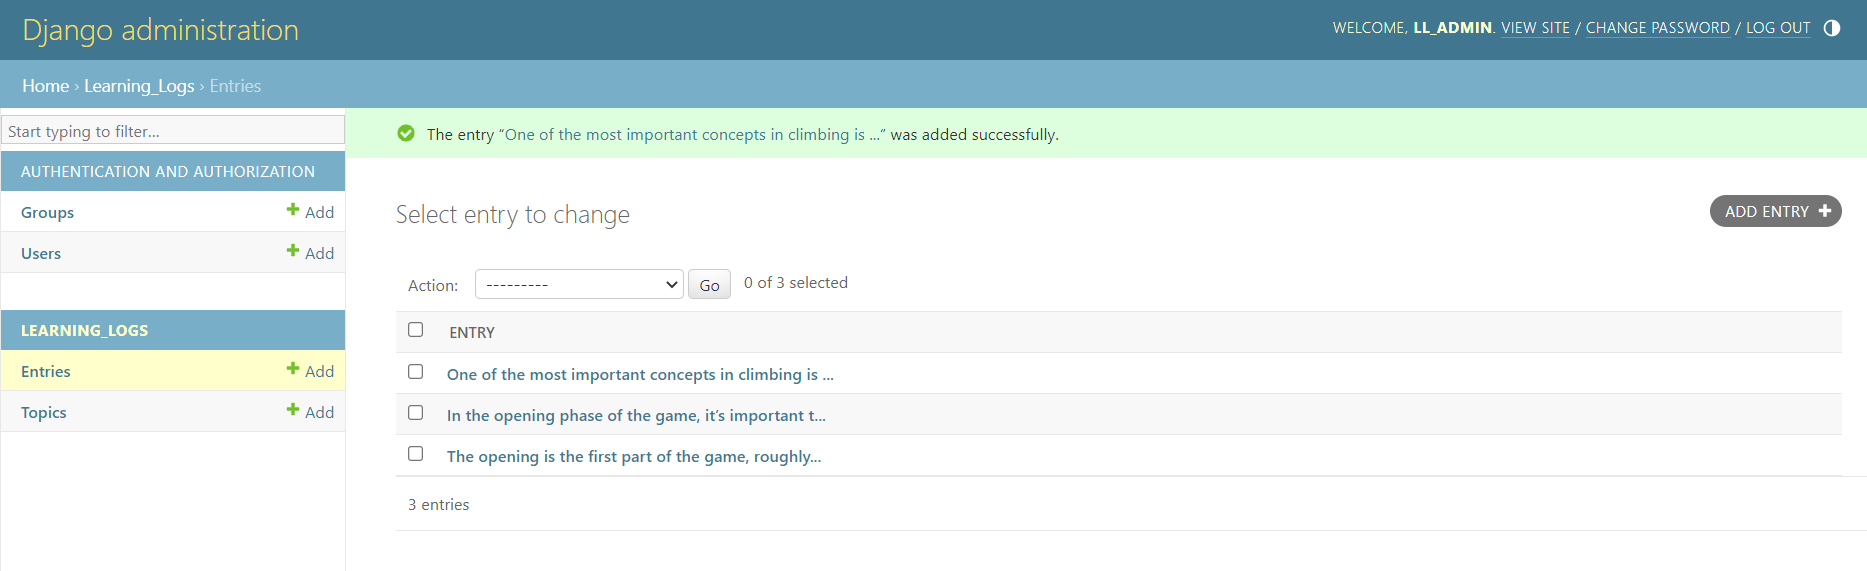 Django administration
WELCOME, LL_ADMIN. VIEW SITE / CHANGE PASSWORD / LOG OUT
Home › Learning_Logs › Entries
Start typing to filter...
AUTHENTICATION AND AUTHORIZATION
Groups + Add
Users + Add
LEARNING_LOGS
Entries + Add
Topics + Add
The entry “One of the most important concepts in climbing is ...” was added successfully.
Select entry to change
ADD ENTRY +
Action: --------- Go 0 of 3 selected
ENTRY
One of the most important concepts in climbing is ...
In the opening phase of the game, it’s important t...
The opening is the first part of the game, roughly...
3 entries